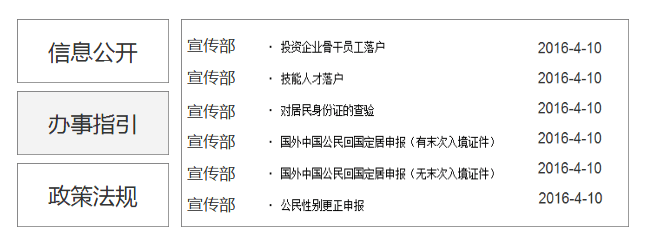 信息公开
办事指引
政策法规
宣传部 · 投资企业骨干员工落户 2016-4-10
宣传部 · 技能人才落户 2016-4-10
宣传部 · 对居民身份证的查验 2016-4-10
宣传部 · 国外中国公民回国定居申报（有末次入境证件） 2016-4-10
宣传部 · 国外中国公民回国定居申报（无末次入境证件） 2016-4-10
宣传部 · 公民性别更正申报 2016-4-10